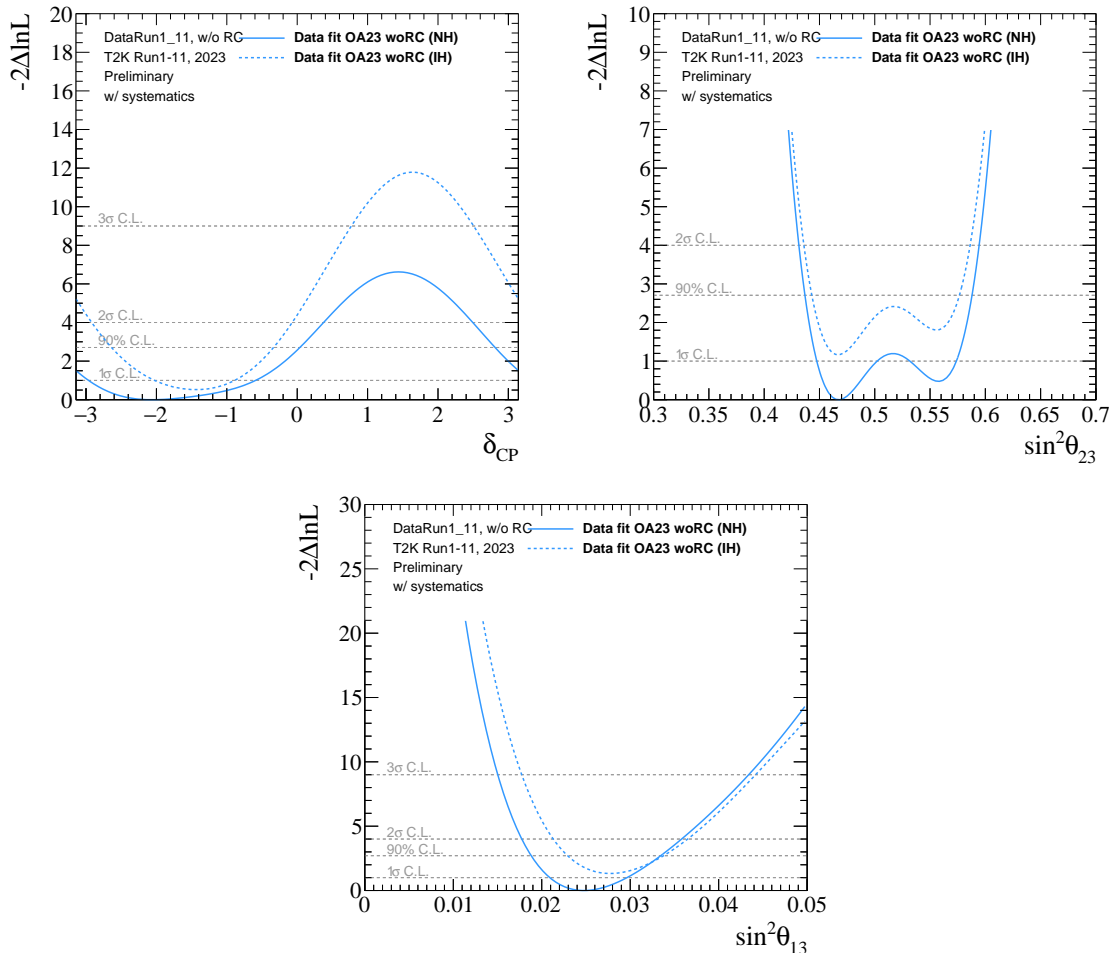 -2ΔlnL
20
18
16
14
12
10
8
6
4
2
0
DataRun1_11, w/o RC
T2K Run1-11, 2023
Preliminary
w/ systematics
Data fit OA23 woRC (NH)
Data fit OA23 woRC (IH)
3σ C.L.
2σ C.L.
90% C.L.
1σ C.L.
−3 −2 −1 0 1 2 3
δCP
-2ΔlnL
10
9
8
7
6
5
4
3
2
1
0
DataRun1_11, w/o RC
T2K Run1-11, 2023
Preliminary
w/ systematics
Data fit OA23 woRC (NH)
Data fit OA23 woRC (IH)
2σ C.L.
90% C.L.
1σ C.L.
0.3 0.35 0.4 0.45 0.5 0.55 0.6 0.65 0.7
sin²θ23
-2ΔlnL
30
25
20
15
10
5
0
DataRun1_11, w/o RC
T2K Run1-11, 2023
Preliminary
w/ systematics
Data fit OA23 woRC (NH)
Data fit OA23 woRC (IH)
3σ C.L.
2σ C.L.
90% C.L.
1σ C.L.
0 0.01 0.02 0.03 0.04 0.05
sin²θ13